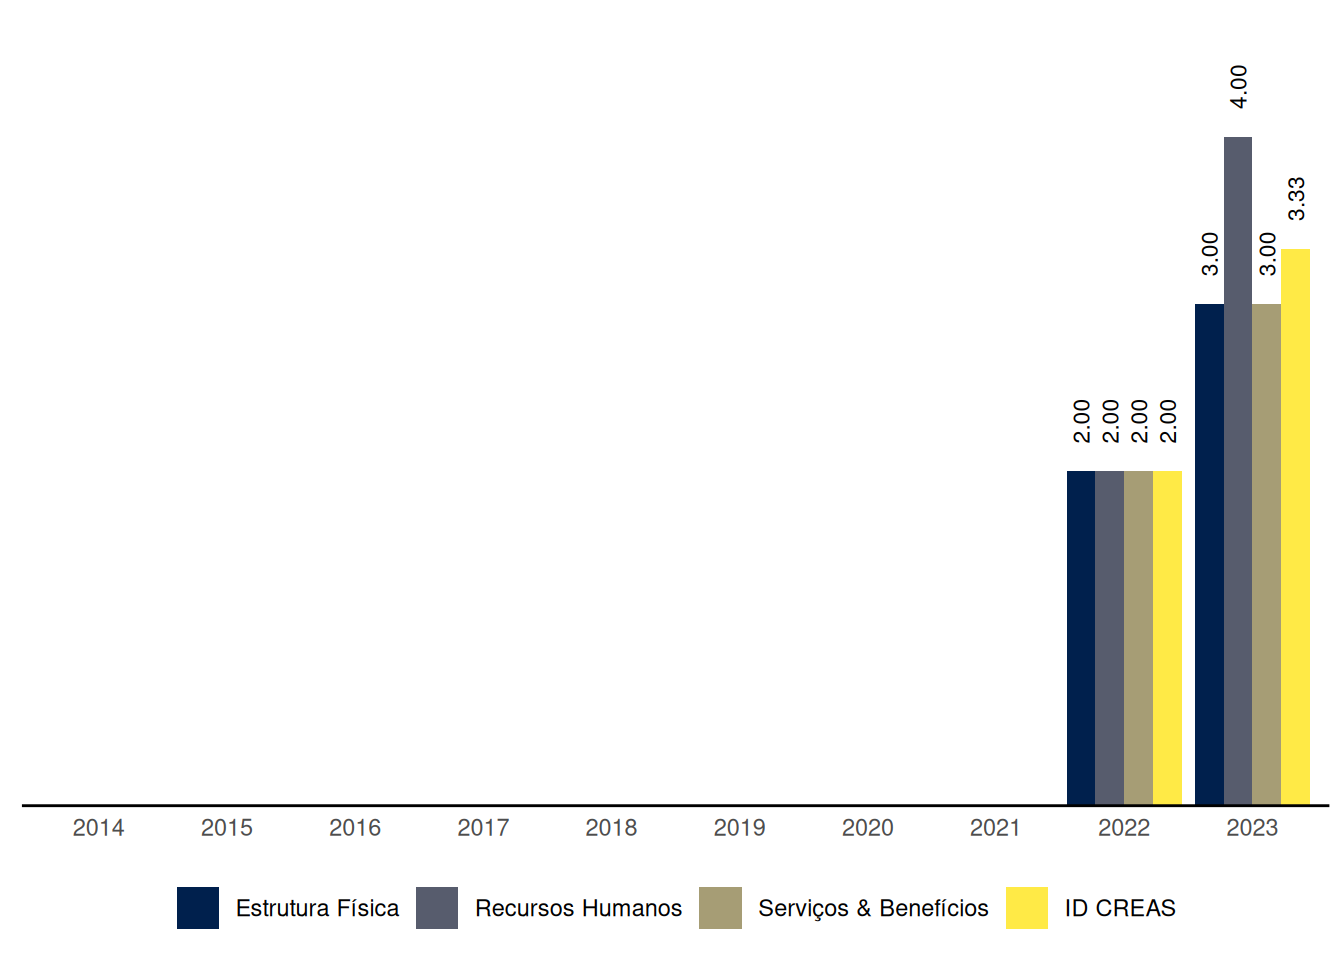 4.00
3.33
3.00 3.00
2.00 2.00 2.00 2.00
2014 2015 2016 2017 2018 2019 2020 2021 2022 2023
Estrutura Física Recursos Humanos Serviços & Benefícios ID CREAS